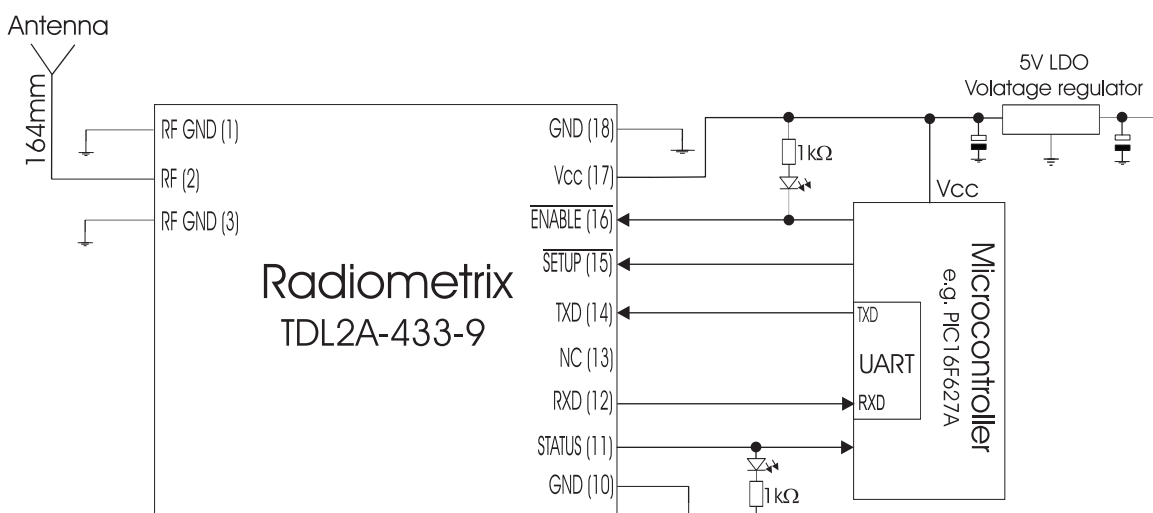 Antenna
164mm
RF GND (1)
RF (2)
RF GND (3)
Radiometrix
TDL2A-433-9
GND (18)
Vcc (17)
ENABLE (16)
SETUP (15)
TXD (14)
NC (13)
RXD (12)
STATUS (11)
GND (10)
1kΩ
1kΩ
5V LDO
Volatage regulator
Vcc
TXD
UART
RXD
Microcontroller
e.g. PIC16F627A